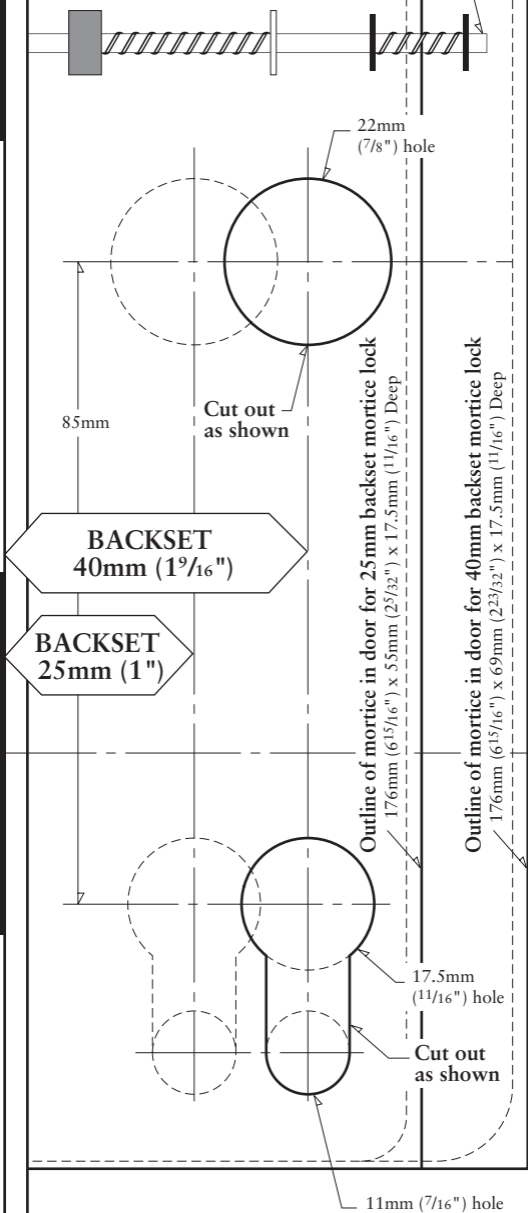 22mm
(7/8") hole
Cut out
as shown
85mm
BACKSET
40mm (1 9/16")
BACKSET
25mm (1")
Outline of mortice in door for 25mm backset mortice lock
176mm (6 15/16") x 55mm (2 5/32") x 17.5mm (11/16") Deep
Outline of mortice in door for 40mm backset mortice lock
176mm (6 15/16") x 69mm (2 23/32") x 17.5mm (11/16") Deep
17.5mm
(11/16") hole
Cut out
as shown
11mm (7/16") hole